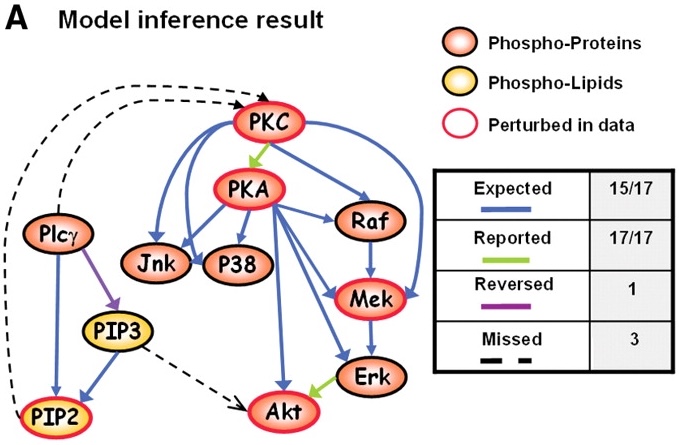 A Model inference result
Phospho-Proteins
Phospho-Lipids
Perturbed in data
PKC
PKA
Plcγ
Raf
Jnk
P38
Mek
PIP3
Erk
PIP2
Akt
Expected 15/17
Reported 17/17
Reversed 1
Missed 3